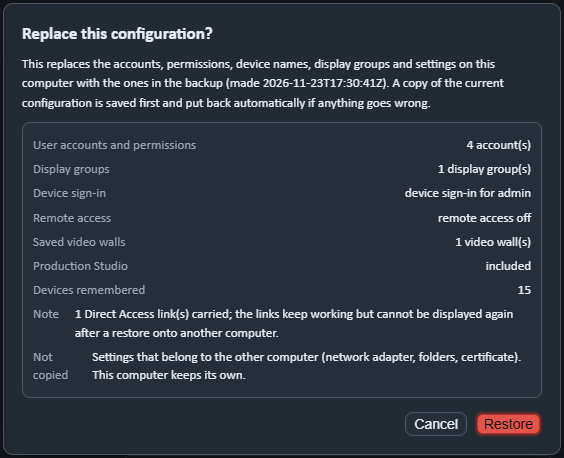 Replace this configuration?
This replaces the accounts, permissions, device names, display groups and settings on this
computer with the ones in the backup (made 2026-11-23T17:30:41Z). A copy of the current
configuration is saved first and put back automatically if anything goes wrong.
User accounts and permissions 4 account(s)
Display groups 1 display group(s)
Device sign-in device sign-in for admin
Remote access remote access off
Saved video walls 1 video wall(s)
Production Studio included
Devices remembered 15
Note 1 Direct Access link(s) carried; the links keep working but cannot be displayed again
after a restore onto another computer.
Not Settings that belong to the other computer (network adapter, folders, certificate).
copied This computer keeps its own.
Cancel Restore